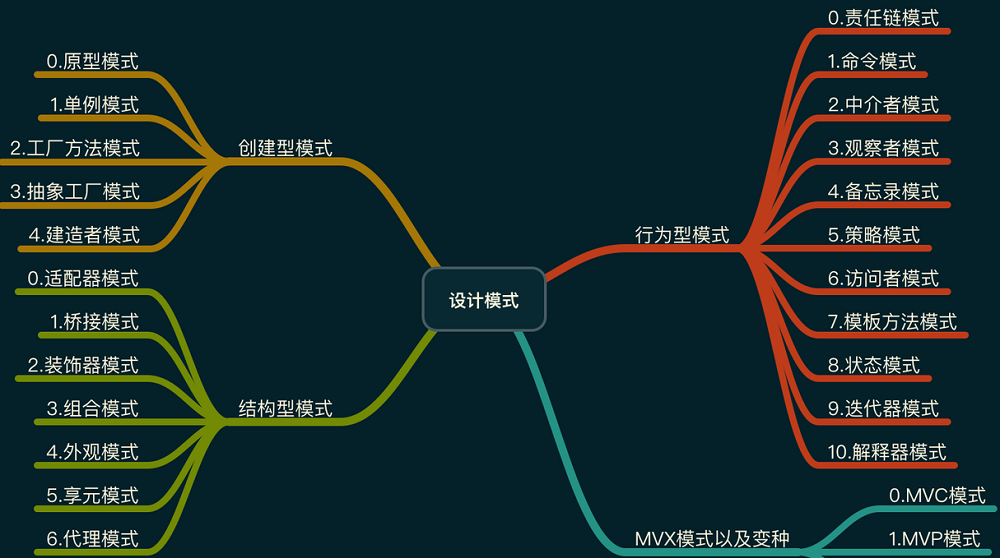 设计模式
创建型模式
0.原型模式
1.单例模式
2.工厂方法模式
3.抽象工厂模式
4.建造者模式
结构型模式
0.适配器模式
1.桥接模式
2.装饰器模式
3.组合模式
4.外观模式
5.享元模式
6.代理模式
行为型模式
0.责任链模式
1.命令模式
2.中介者模式
3.观察者模式
4.备忘录模式
5.策略模式
6.访问者模式
7.模板方法模式
8.状态模式
9.迭代器模式
10.解释器模式
MVX模式以及变种
0.MVC模式
1.MVP模式